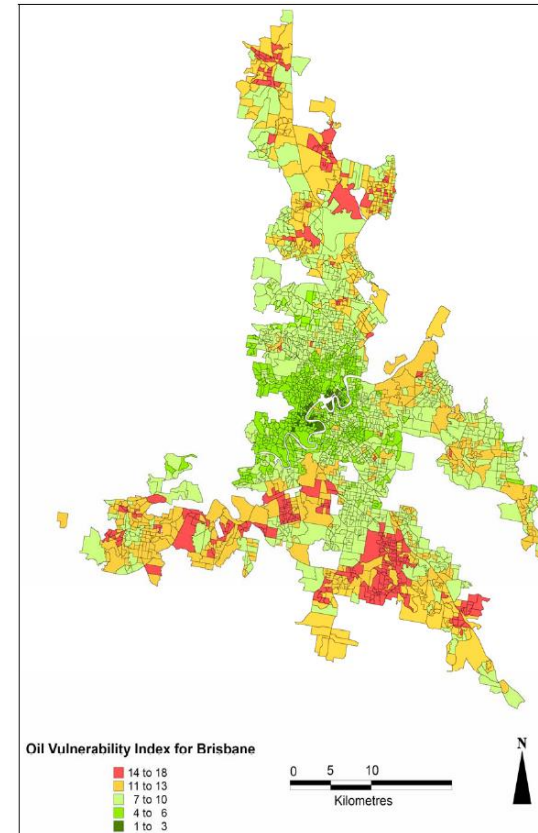 Oil Vulnerability Index for Brisbane
14 to 18
11 to 13
7 to 10
4 to 6
1 to 3
0 5 10
Kilometres
N